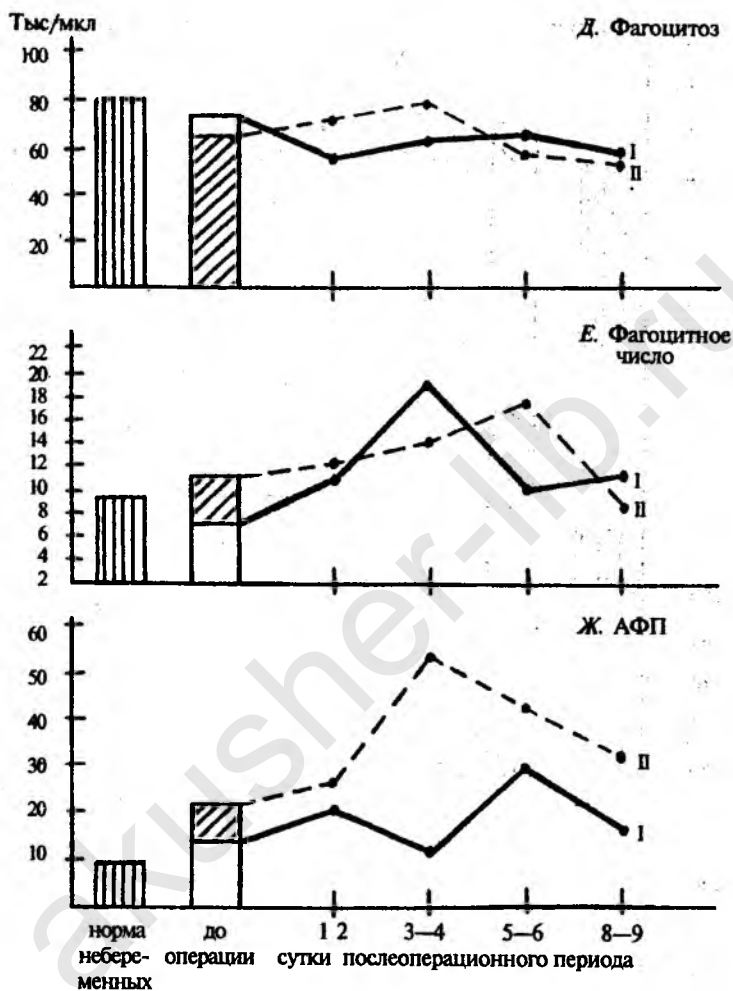 Тыс/мкл
Д. Фагоцитоз
100
80
60
40
20
I
II
Е. Фагоцитное
число
22
20
18
16
14
12
10
8
6
4
2
I
II
Ж. АФП
60
50
40
30
20
10
II
I
норма до 1 2 3—4 5—6 8—9
небере- операции сутки послеоперационного периода
менных
akusher-lib.ru